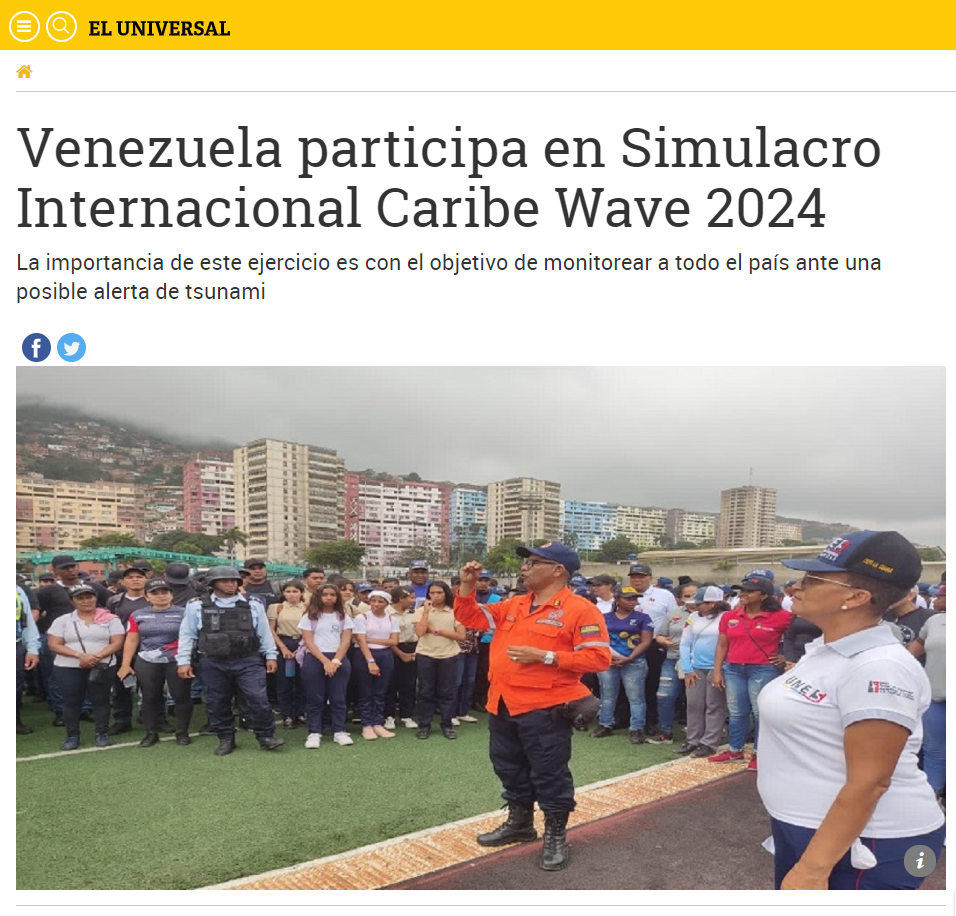 EL UNIVERSAL
Venezuela participa en Simulacro
Internacional Caribe Wave 2024
La importancia de este ejercicio es con el objetivo de monitorear a todo el país ante una
posible alerta de tsunami